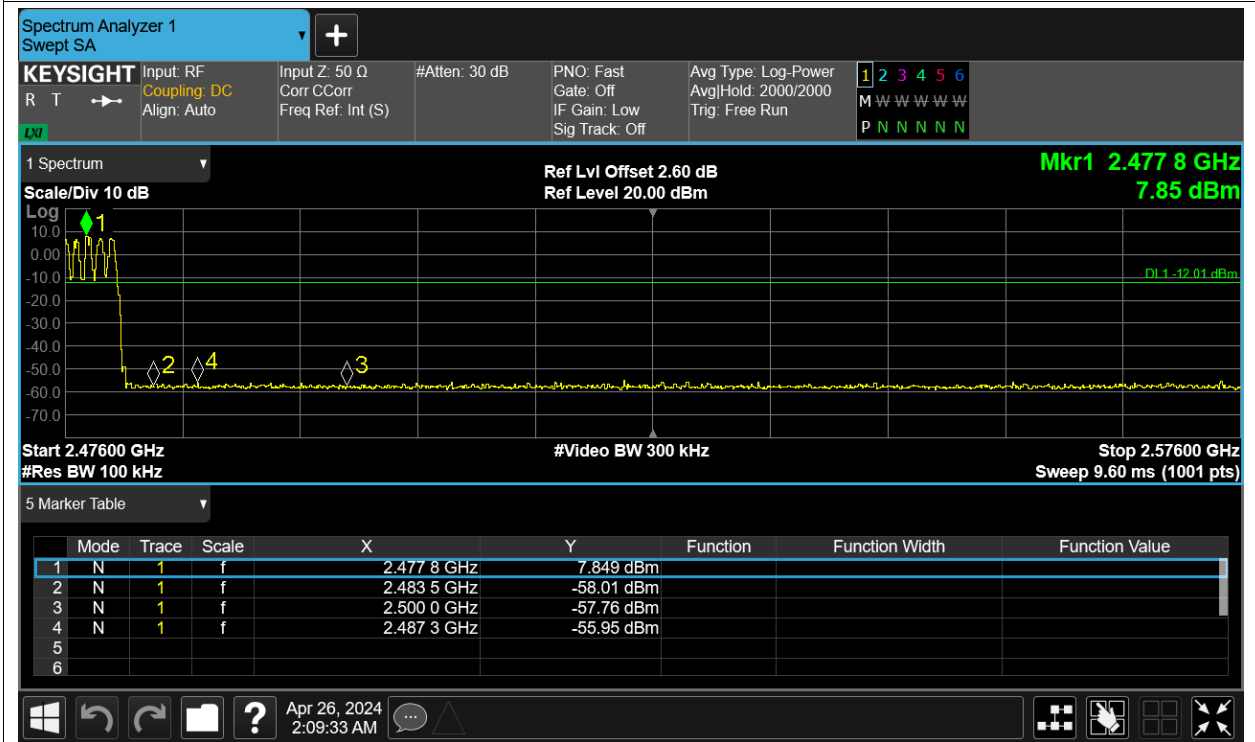 Spectrum Analyzer 1
Swept SA
KEYSIGHT Input: RF Input Z: 50 Ω #Atten: 30 dB PNO: Fast Avg Type: Log-Power 1 2 3 4 5 6
R T Coupling: DC Corr CCorr Gate: Off Avg|Hold: 2000/2000 M W W W W W
Align: Auto Freq Ref: Int (S) IF Gain: Low Trig: Free Run
LXI Sig Track: Off P N N N N N
1 Spectrum Ref Lvl Offset 2.60 dB Mkr1 2.477 8 GHz
Scale/Div 10 dB Ref Level 20.00 dBm 7.85 dBm
Log
1
10.0
0.00
-10.0 DL1 -12.01 dBm
-20.0
-30.0
-40.0
2 4 3
-50.0
-60.0
-70.0
Start 2.47600 GHz #Video BW 300 kHz Stop 2.57600 GHz
#Res BW 100 kHz Sweep 9.60 ms (1001 pts)
5 Marker Table
Mode Trace Scale X Y Function Function Width Function Value
1 N 1 f 2.477 8 GHz 7.849 dBm
2 N 1 f 2.483 5 GHz -58.01 dBm
3 N 1 f 2.500 0 GHz -57.76 dBm
4 N 1 f 2.487 3 GHz -55.95 dBm
5
6
? Apr 26, 2024
2:09:33 AM